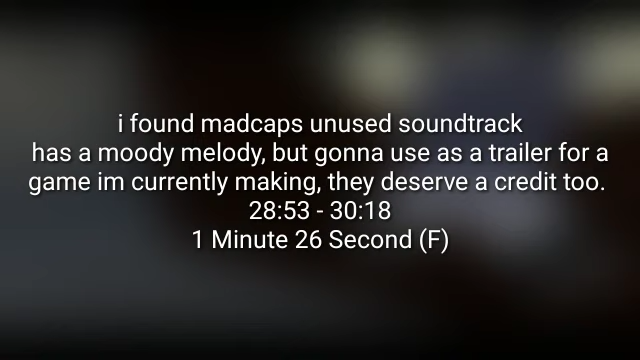 i found madcaps unused soundtrack
has a moody melody, but gonna use as a trailer for a
game im currently making, they deserve a credit too.
28:53 - 30:18
1 Minute 26 Second (F)